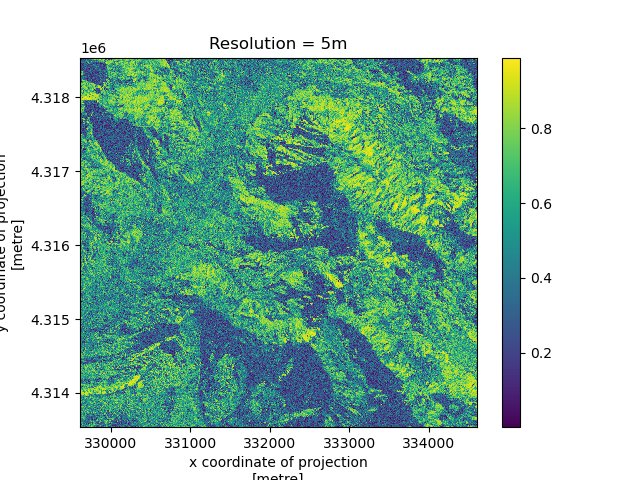 Resolution = 5m
1e6
4.318
4.317
4.316
4.315
4.314
330000 331000 332000 333000 334000
x coordinate of projection
[metre]
y coordinate of projection
[metre]
0.8
0.6
0.4
0.2